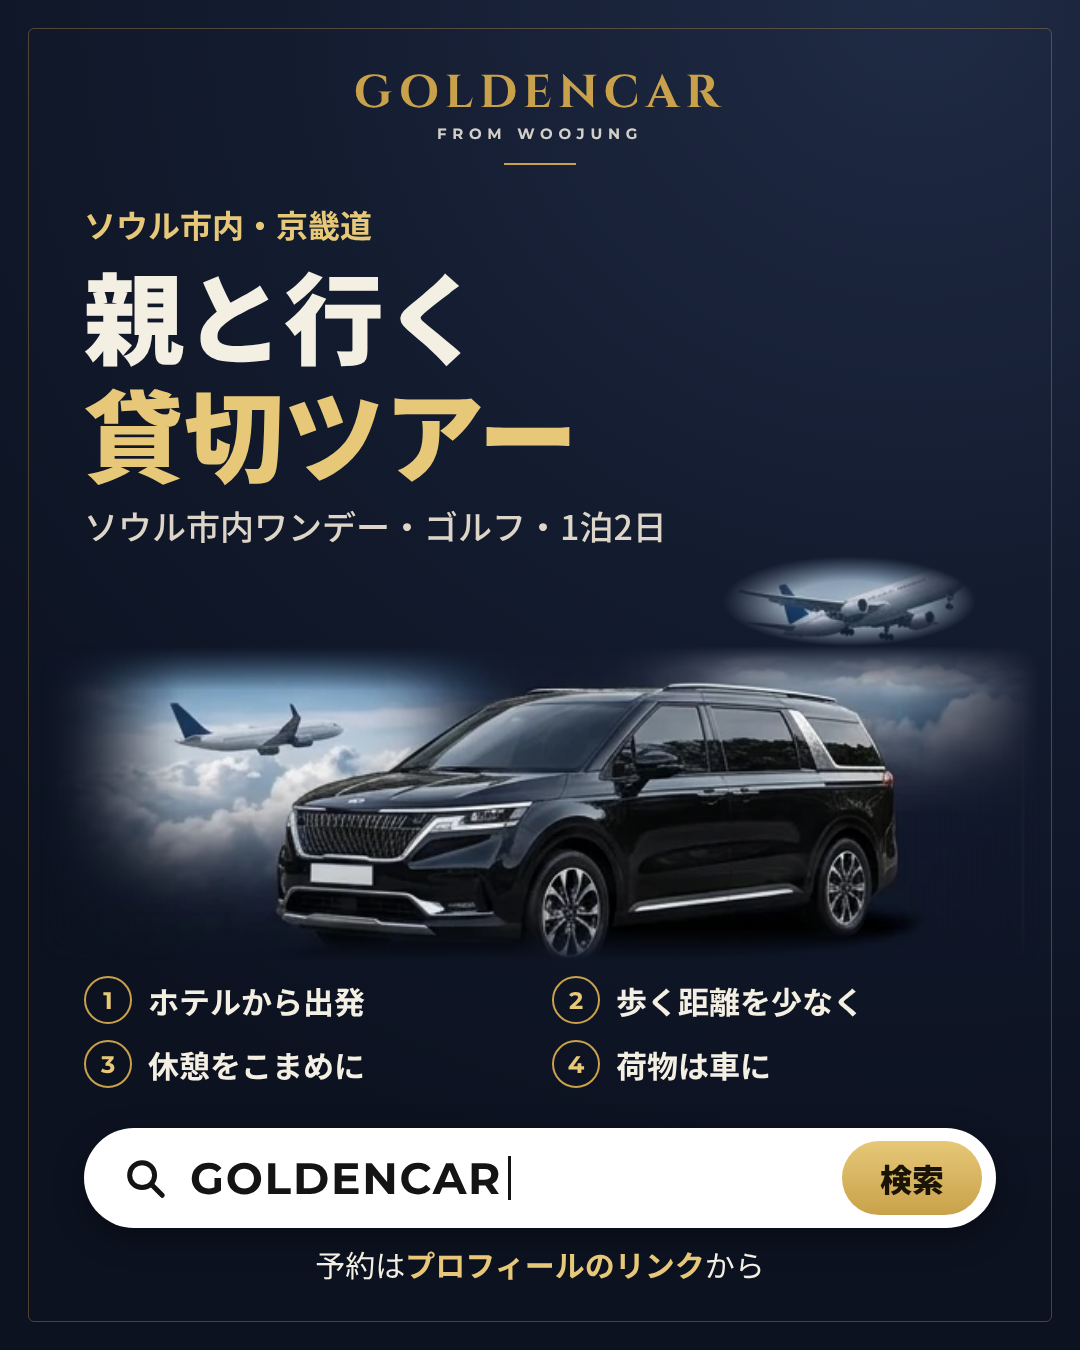 GOLDENCAR
FROM WOOJUNG
ソウル市内・京畿道
親と行く
貸切ツアー
ソウル市内ワンデー・ゴルフ・1泊2日
1 ホテルから出発
2 歩く距離を少なく
3 休憩をこまめに
4 荷物は車に
GOLDENCAR 検索
予約はプロフィールのリンクから